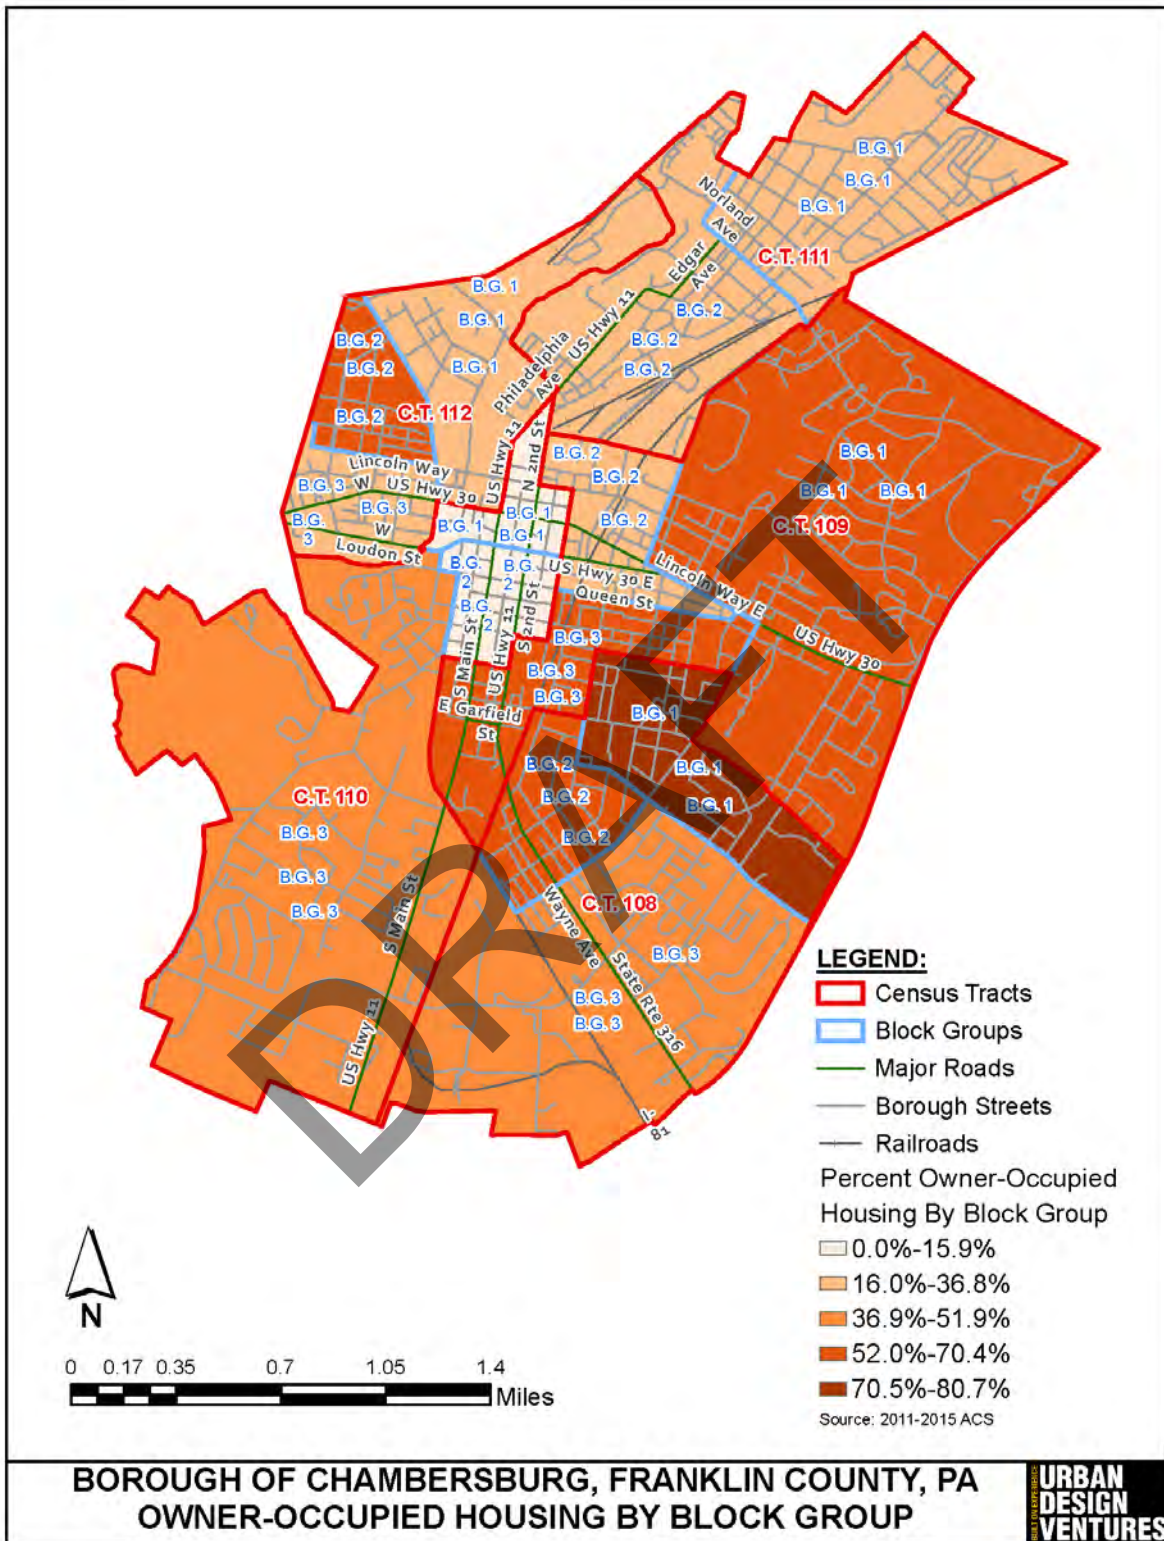 B.G. 1
B.G. 1
B.G. 1
Norland
Ave
C.T. 111
Edgar
Ave
B.G. 1
B.G. 1
B.G. 1
US Hwy 11
B.G. 2
B.G. 2
B.G. 2
Philadelphia
Ave
B.G. 2
B.G. 2
B.G. 2
C.T. 112
US Hwy 11
N 2nd St
B.G. 2
B.G. 2
B.G. 2
B.G. 1
B.G. 1
B.G. 1
C.T. 109
Lincoln Way
W
US Hwy 30
B.G. 3
B.G. 3
B.G.
3
W
Loudon St
B.G. 1
B.G. 1
B.G. 1
B.G.
2
B.G.
2
B.G.
2
US Hwy 30 E
Queen St
Lincoln Way E
US Hwy 30
S Main St
US Hwy 11
S 2nd St
B.G. 3
B.G. 3
B.G. 3
E Garfield
St
B.G. 1
B.G. 1
B.G. 1
B.G. 2
B.G. 2
B.G. 2
C.T. 110
B.G. 3
B.G. 3
B.G. 3
S Main St
US Hwy 11
C.T. 108
Wayne Ave
State Rte 316
B.G. 3
B.G. 3
B.G. 3
I-
81
DRAFT
LEGEND:
Census Tracts
Block Groups
Major Roads
Borough Streets
Railroads
Percent Owner-Occupied
Housing By Block Group
0.0%-15.9%
16.0%-36.8%
36.9%-51.9%
52.0%-70.4%
70.5%-80.7%
Source: 2011-2015 ACS
N
0 0.17 0.35 0.7 1.05 1.4
Miles
BOROUGH OF CHAMBERSBURG, FRANKLIN COUNTY, PA
OWNER-OCCUPIED HOUSING BY BLOCK GROUP
BUILT ON EXPERIENCE
URBAN
DESIGN
VENTURES